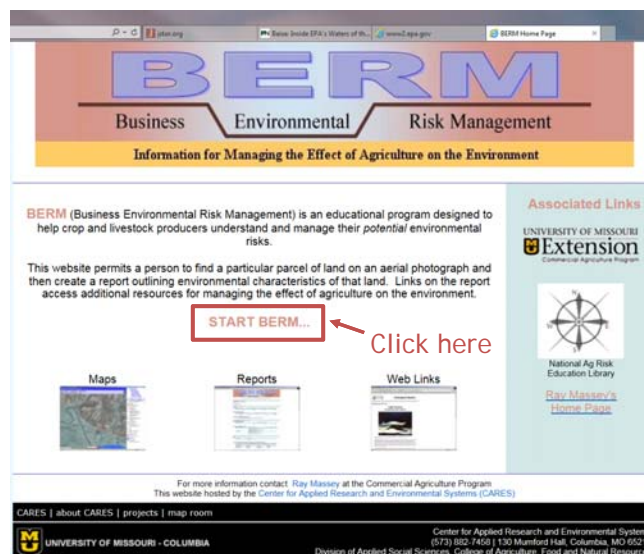 jotun.org
Below: Inside EPA's Waters of th...
www2.epa.gov
BERM Home Page
BERM
Business Environmental Risk Management
Information for Managing the Effect of Agriculture on the Environment
BERM (Business Environmental Risk Management) is an educational program designed to
help crop and livestock producers understand and manage their potential environmental
risks.
This website permits a person to find a particular parcel of land on an aerial photograph and
then create a report outlining environmental characteristics of that land. Links on the report
access additional resources for managing the effect of agriculture on the environment.
START BERM...
Click here
Maps
Reports
Web Links
Associated Links
UNIVERSITY OF MISSOURI
Extension
Commercial Agriculture Program
National Ag Risk
Education Library
Ray Massey's
Home Page
For more information contact Ray Massey at the Commercial Agriculture Program
This website hosted by the Center for Applied Research and Environmental Systems (CARES)
CARES | about CARES | projects | map room
UNIVERSITY OF MISSOURI - COLUMBIA
Center for Applied Research and Environmental System
(573) 882-7458 | 130 Mumford Hall, Columbia, MO 652
Division of Applied Social Sciences, College of Agriculture, Food and Natural Resourc